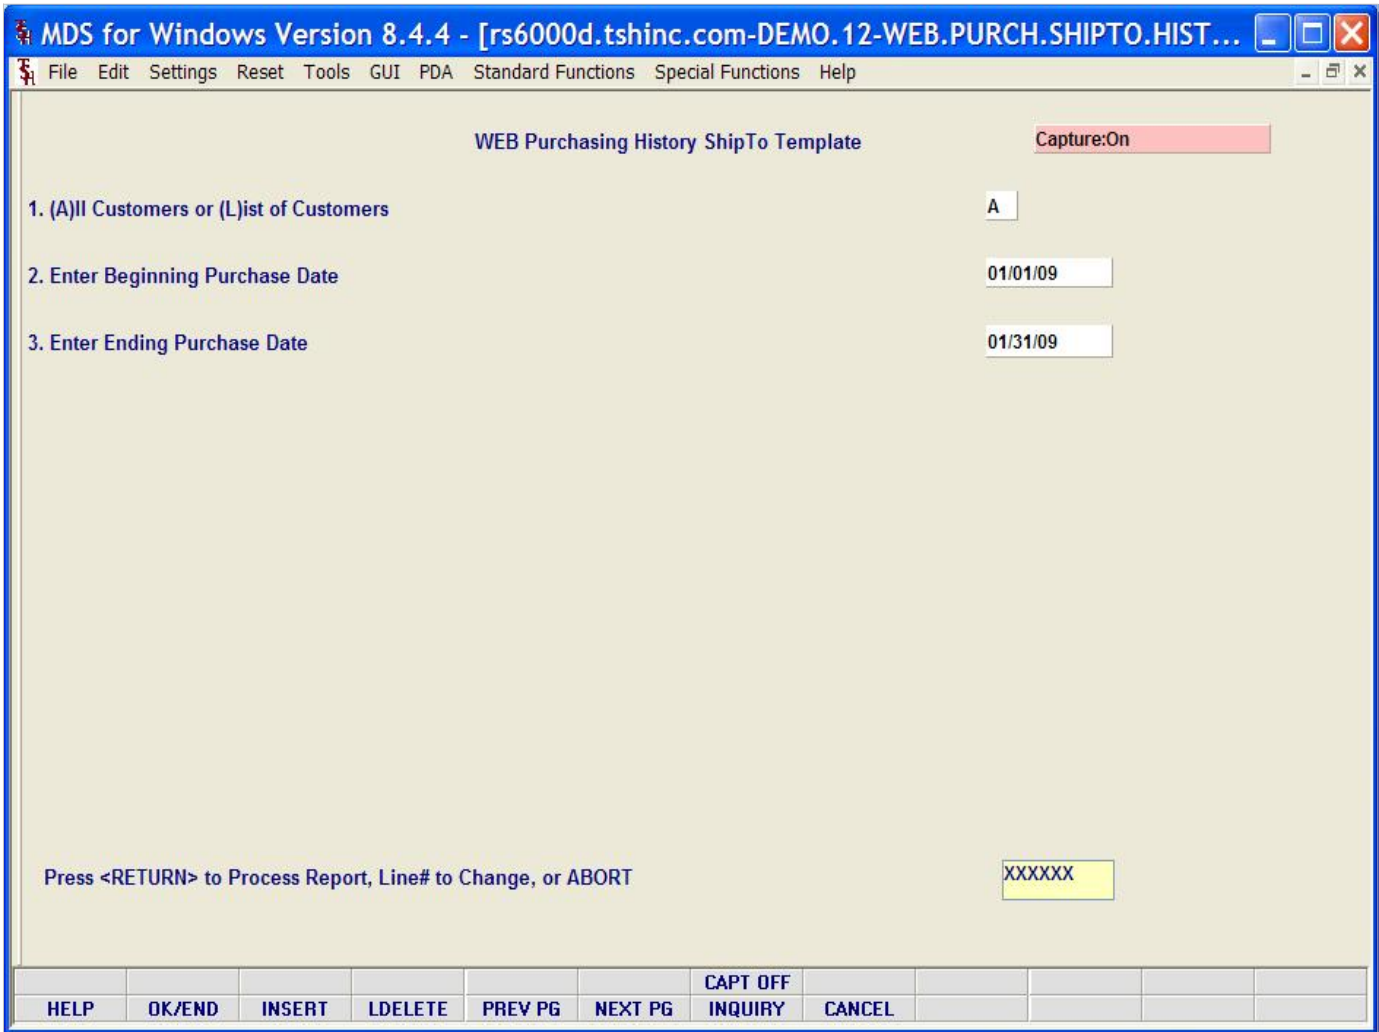 MDS for Windows Version 8.4.4 - [rs6000d.tshinc.com-DEMO.12-WEB.PURCH.SHIPTO.HIST...
File Edit Settings Reset Tools GUI PDA Standard Functions Special Functions Help
WEB Purchasing History ShipTo Template Capture:On
1. (A)ll Customers or (L)ist of Customers A
2. Enter Beginning Purchase Date 01/01/09
3. Enter Ending Purchase Date 01/31/09
Press <RETURN> to Process Report, Line# to Change, or ABORT XXXXXX
CAPT OFF
HELP OK/END INSERT LDELETE PREV PG NEXT PG INQUIRY CANCEL